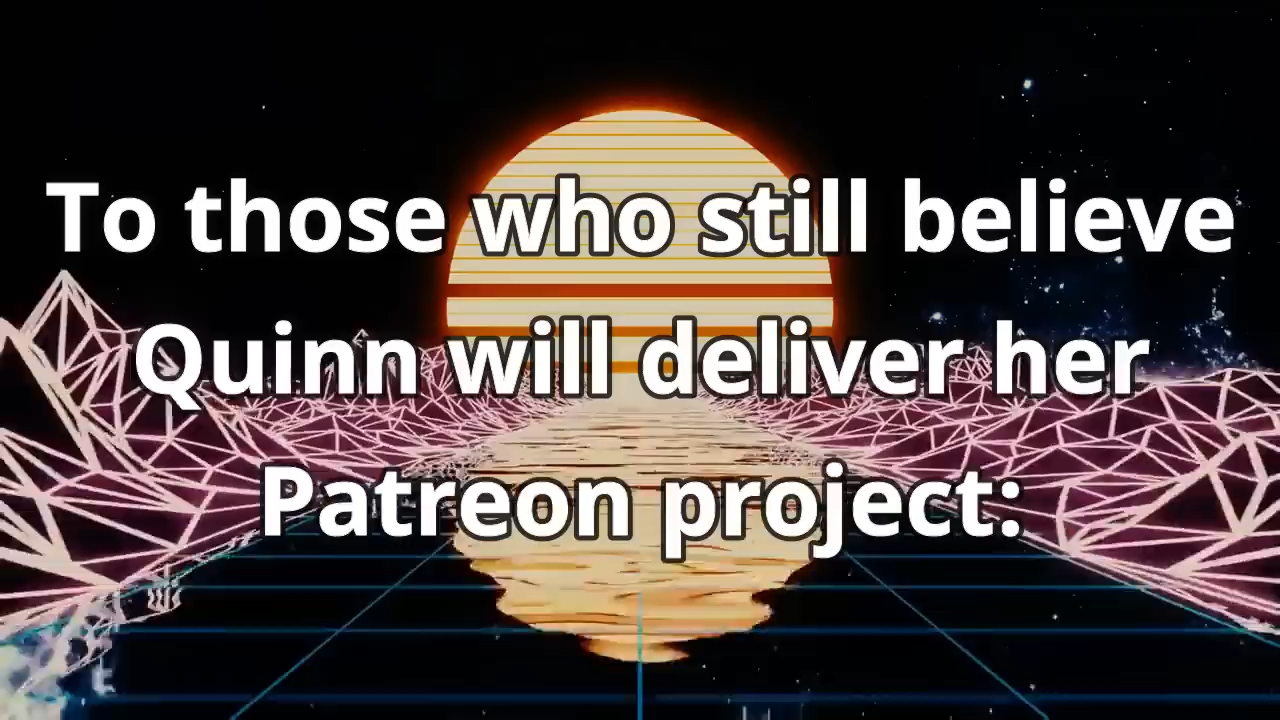 To those who still believe
Quinn will deliver her
Patreon project: